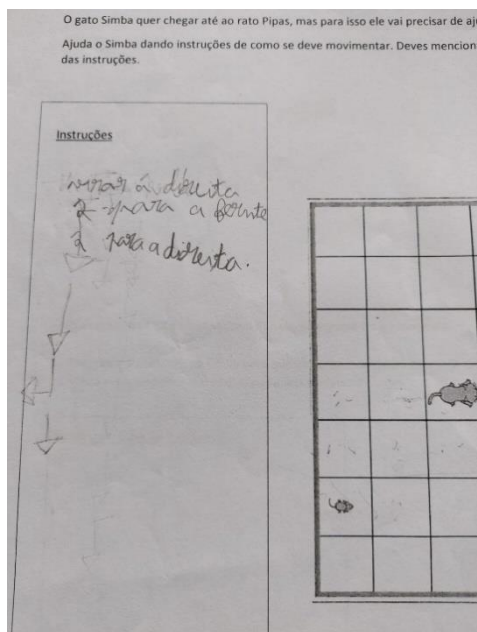 O gato Simba quer chegar até ao rato Pipas, mas para isso ele vai precisar de aj
Ajuda o Simba dando instruções de como se deve movimentar. Deves mencion
das instruções.
Instruções
virar á direita
2 para a frente
2 para a direita.